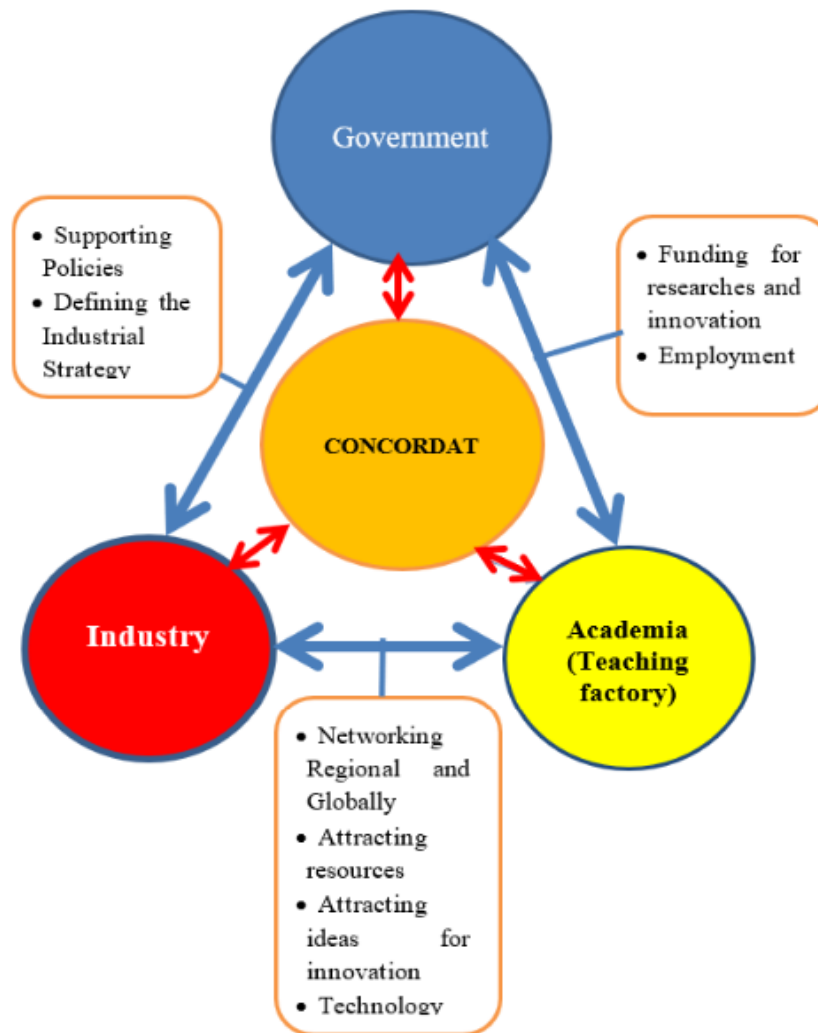 Government
• Supporting
Policies
• Defining the
Industrial
Strategy
• Funding for
researches and
innovation
• Employment
CONCORDAT
Industry
Academia
(Teaching
factory)
• Networking
Regional and
Globally
• Attracting
resources
• Attracting
ideas for
innovation
• Technology